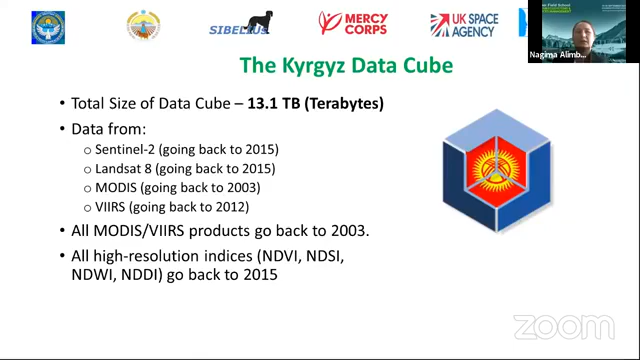 SIBELIUS
MERCY
CORPS
UK SPACE
AGENCY
Field School
Nagima Alimb...
The Kyrgyz Data Cube
• Total Size of Data Cube – 13.1 TB (Terabytes)
• Data from:
o Sentinel-2 (going back to 2015)
o Landsat 8 (going back to 2015)
o MODIS (going back to 2003)
o VIIRS (going back to 2012)
• All MODIS/VIIRS products go back to 2003.
• All high-resolution indices (NDVI, NDSI,
NDWI, NDDI) go back to 2015
zoom